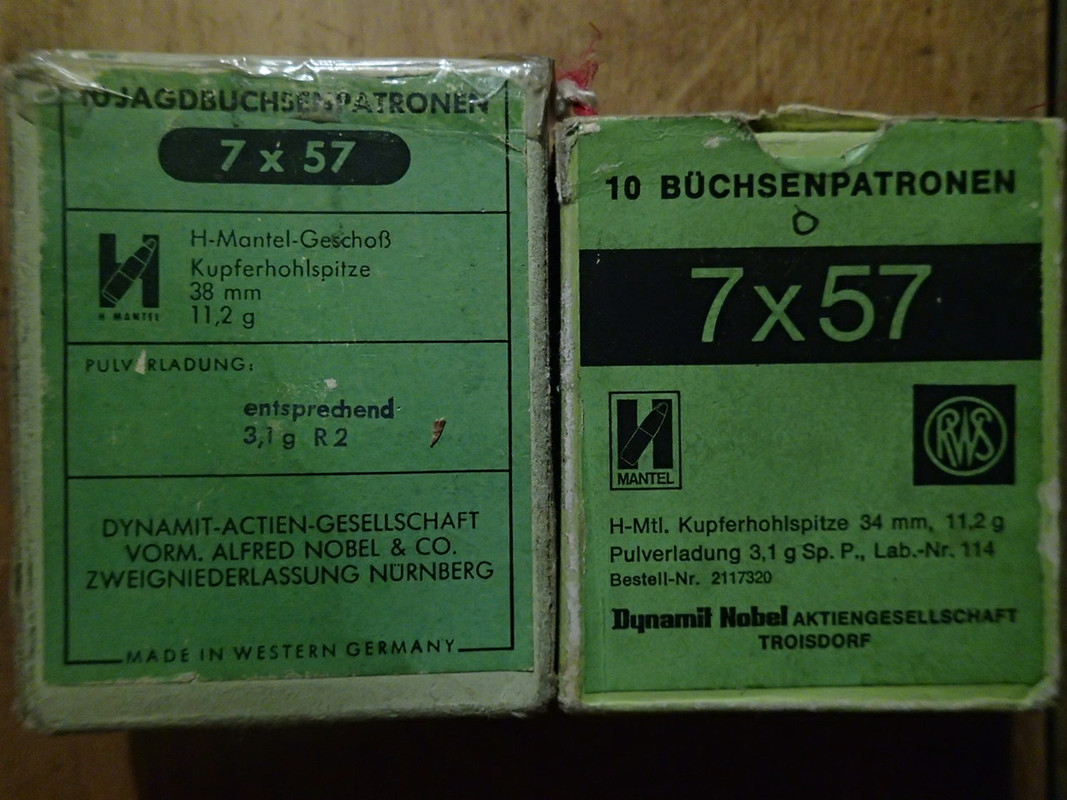 10 JAGDBÜCHSENPATRONEN
7 x 57
H-Mantel-Geschoß
Kupferhohlspitze
38 mm
11,2 g
H MANTEL
PULVERLADUNG:
entsprechend
3,1 g R 2
DYNAMIT-ACTIEN-GESELLSCHAFT
VORM. ALFRED NOBEL & CO.
ZWEIGNIEDERLASSUNG NÜRNBERG
MADE IN WESTERN GERMANY
10 BÜCHSENPATRONEN
7x57
H
MANTEL
RWS
H-Mtl. Kupferhohlspitze 34 mm, 11,2 g
Pulverladung 3,1 g Sp. P., Lab.-Nr. 114
Bestell-Nr. 2117320
Dynamit Nobel AKTIENGESELLSCHAFT
TROISDORF